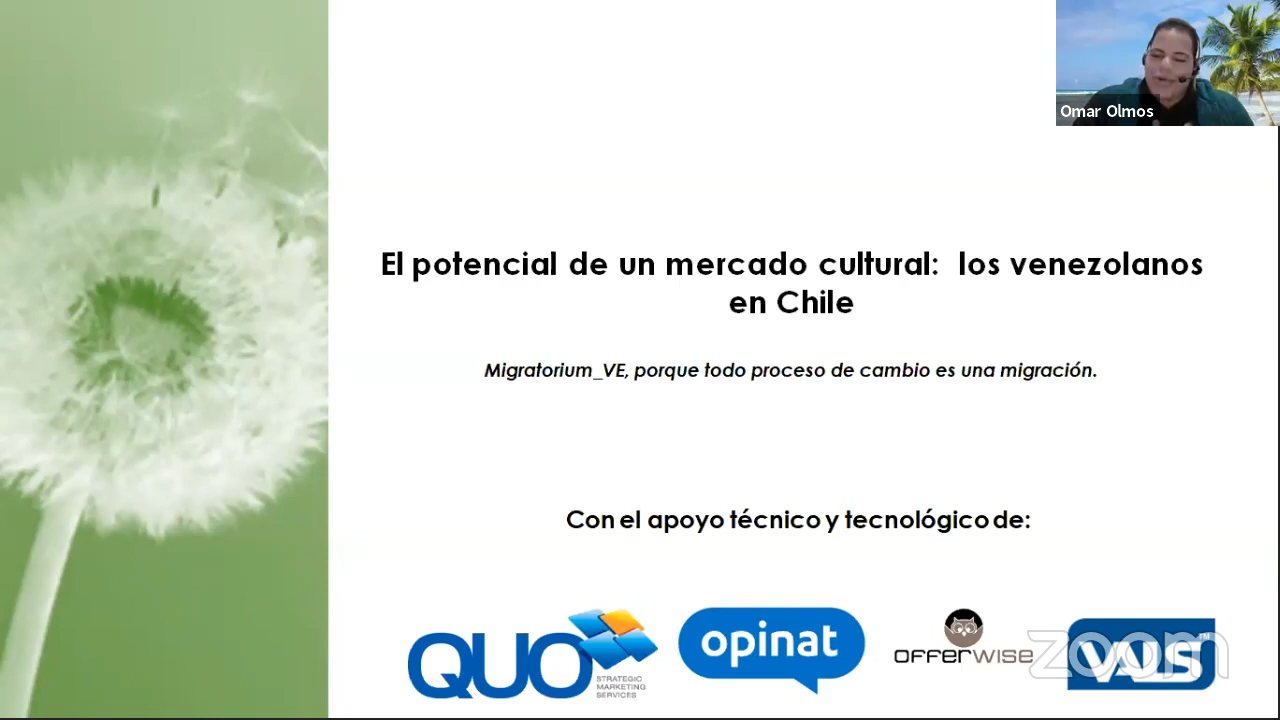 Omar Olmos
El potencial de un mercado cultural: los venezolanos
en Chile
Migratorium_VE, porque todo proceso de cambio es una migración.
Con el apoyo técnico y tecnológico de:
QUO
STRATEGIC
MARKETING
SERVICES
opinat
OFFERWISE
VALS™
zoom